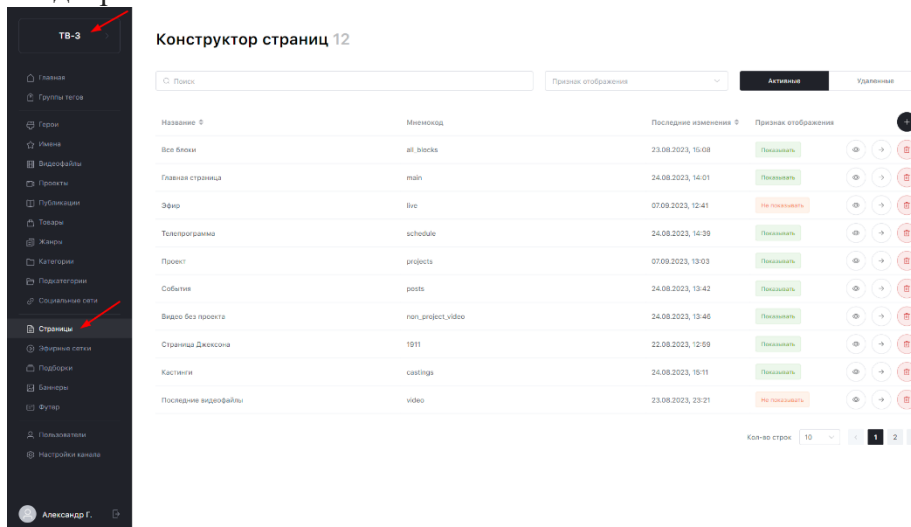 ТВ-3
Конструктор страниц 12
Главная
Группы тегов
Герои
Имена
Видеофайлы
Проекты
Публикации
Товары
Жанры
Категории
Подкатегории
Социальные сети
Страницы
Эфирные сетки
Подборки
Баннеры
Футер
Пользователи
Настройки канала
Александр Г.
Поиск
Признак отображения
Активные
Удаленные
Название
Мнемокод
Последние изменения
Признак отображения
Все блоки all_blocks 23.08.2023, 15:08 Показывать
Главная страница main 24.08.2023, 14:01 Показывать
Эфир live 07.09.2023, 12:41 Не показывать
Телепрограмма schedule 24.08.2023, 14:39 Показывать
Проект projects 07.09.2023, 13:03 Показывать
События posts 24.08.2023, 13:42 Показывать
Видео без проекта non_project_video 24.08.2023, 13:46 Показывать
Страница Джексона 1911 22.08.2023, 12:59 Показывать
Кастинги castings 24.08.2023, 15:11 Показывать
Последние видеофайлы video 23.08.2023, 23:21 Не показывать
Кол-во строк 10 1 2